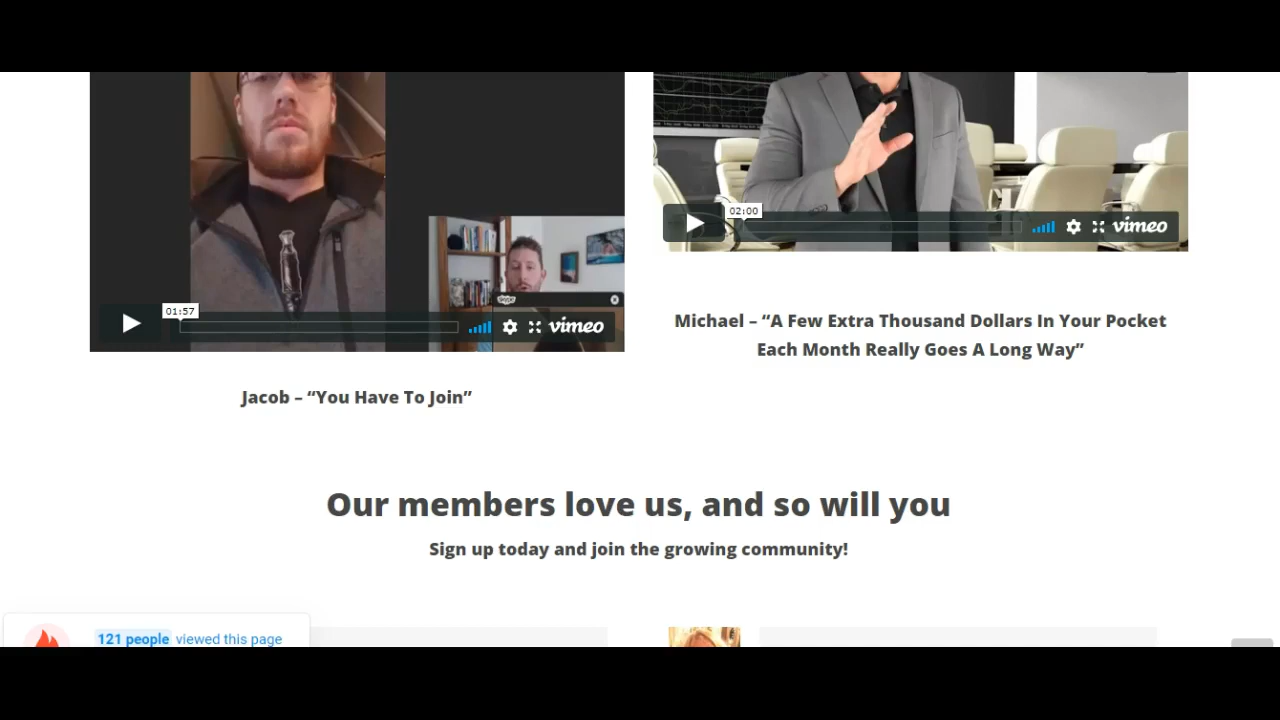 01:57
vimeo
skype
Jacob – “You Have To Join”
02:00
vimeo
Michael – “A Few Extra Thousand Dollars In Your Pocket
Each Month Really Goes A Long Way”
Our members love us, and so will you
Sign up today and join the growing community!
121 people viewed this page